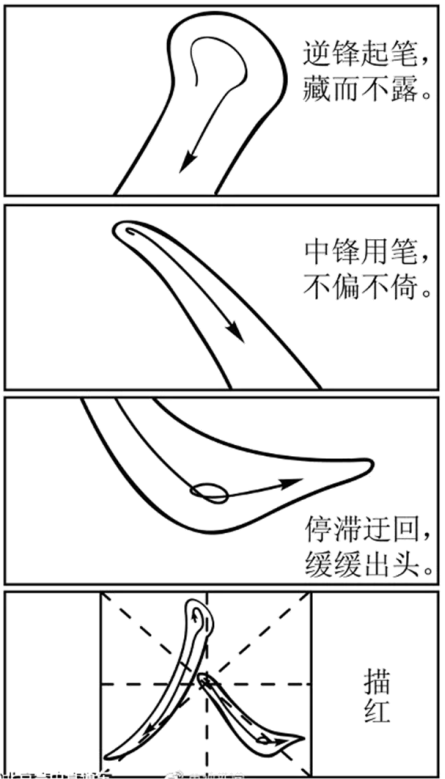 逆锋起笔，
藏而不露。
中锋用笔，
不偏不倚。
停滞迂回，
缓缓出头。
描
红